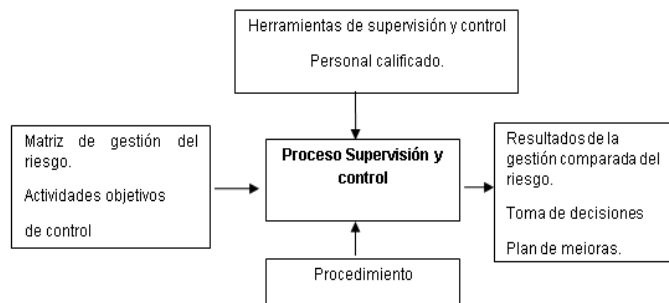 Herramientas de supervisión y control
Personal calificado.
Matriz de gestión del
riesgo.
Actividades objetivos
de control
Proceso Supervisión y
control
Resultados de la
gestión comparada del
riesgo.
Toma de decisiones
Plan de mejoras.
Procedimiento